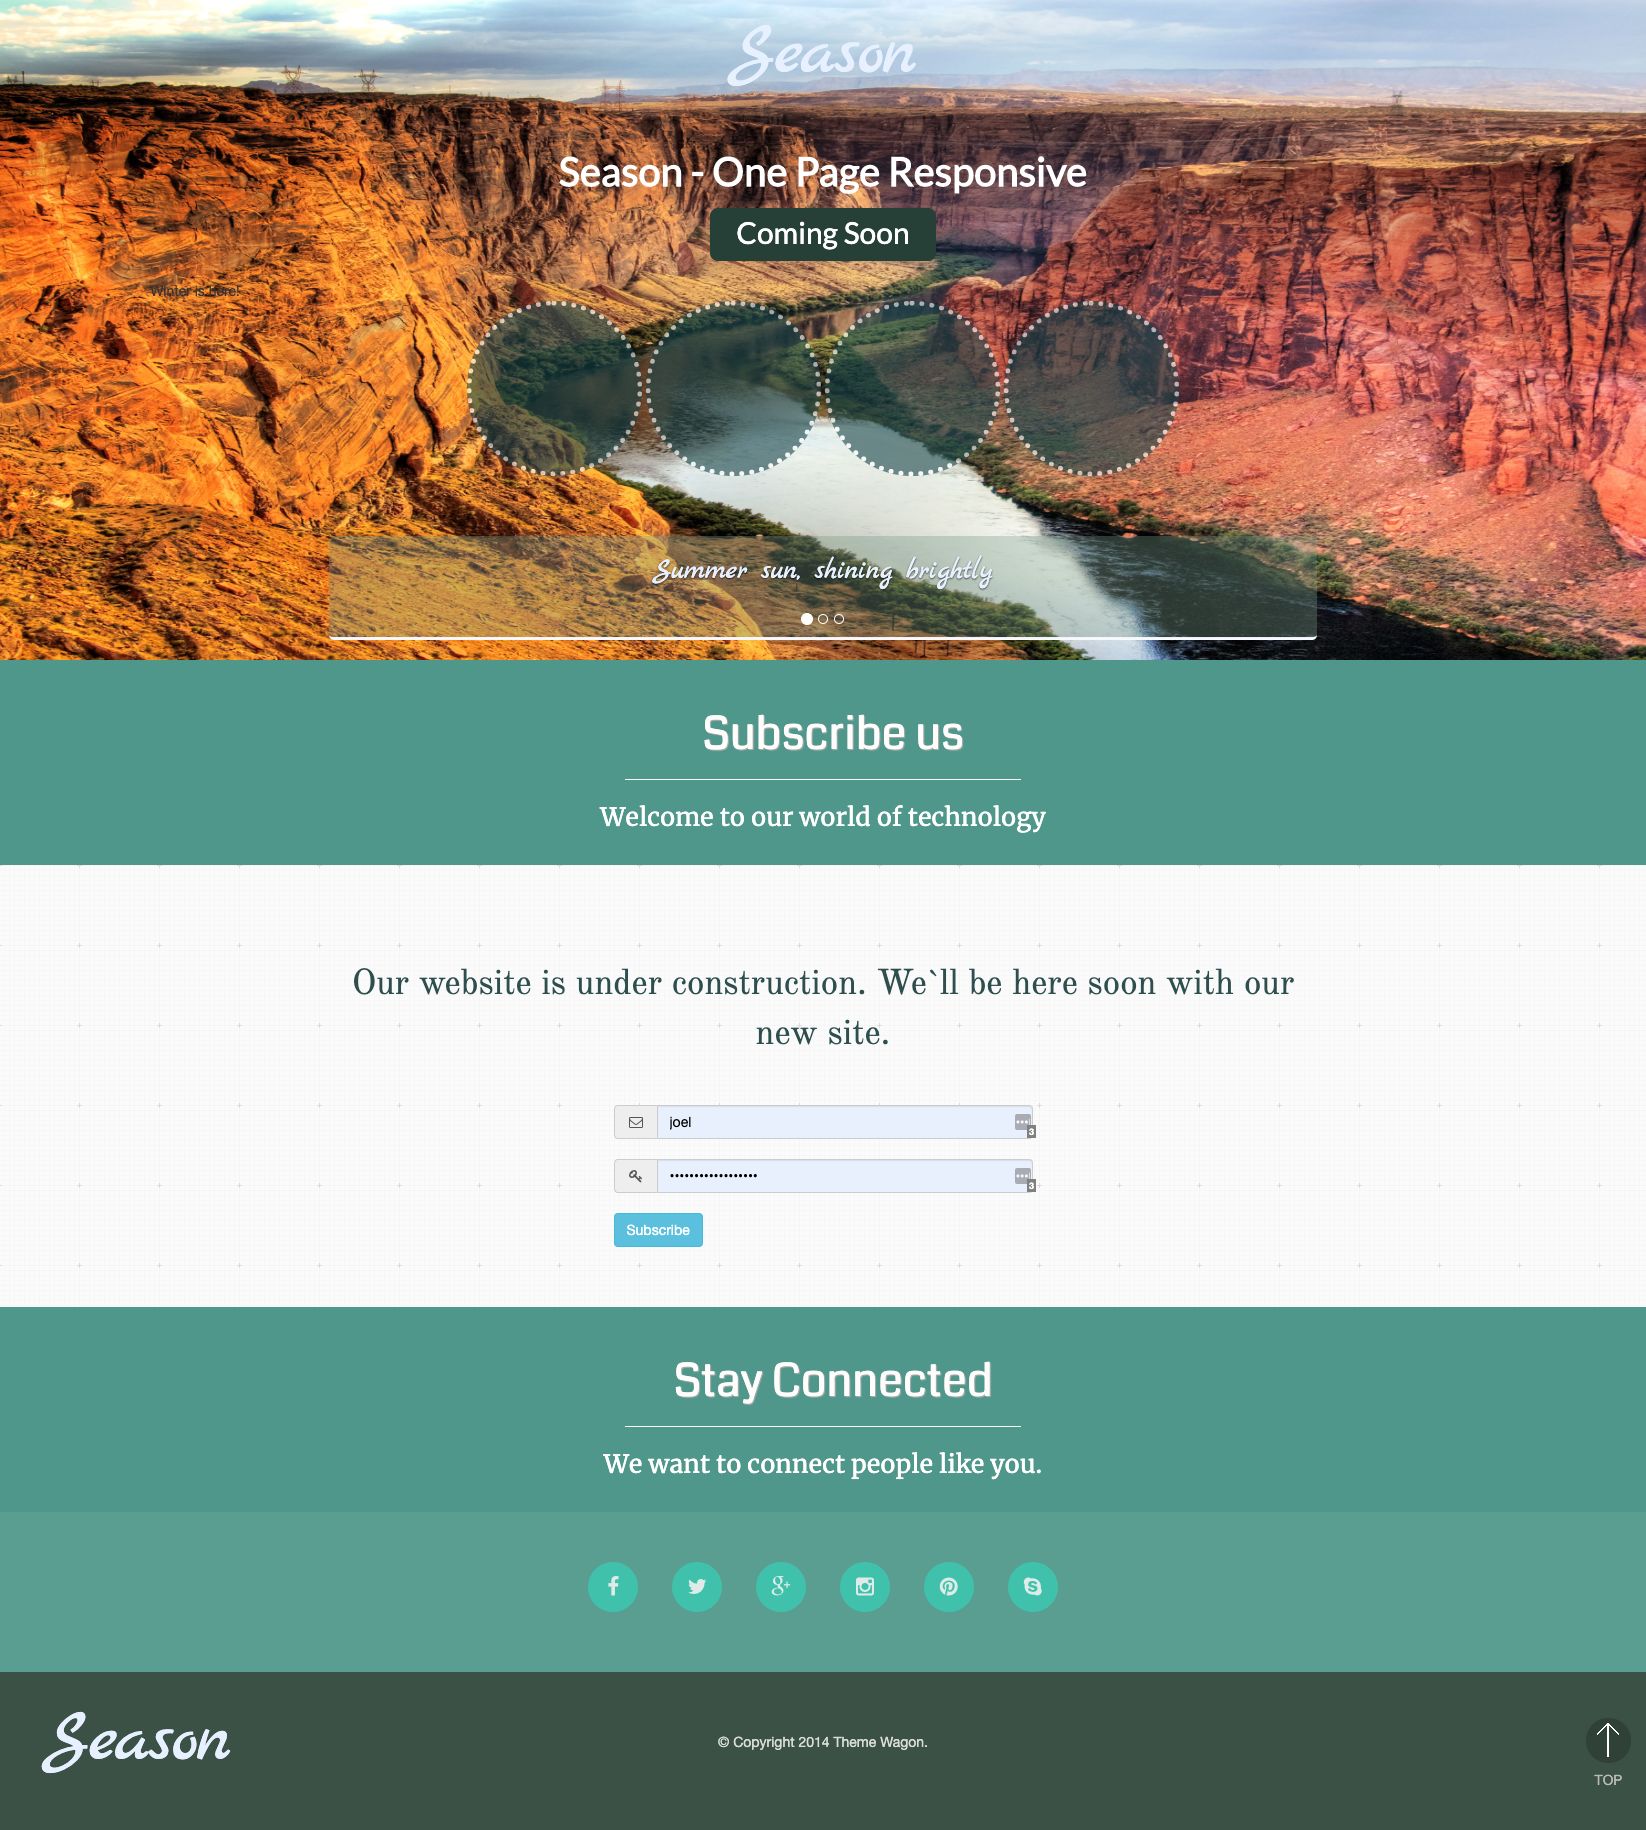 Season
Season - One Page Responsive
Coming Soon
Winter is here!
Summer sun, shining brightly
Subscribe us
Welcome to our world of technology
Our website is under construction. We`ll be here soon with our
new site.
joel
3
••••••••••••••••••
3
Subscribe
Stay Connected
We want to connect people like you.
Season
© Copyright 2014 Theme Wagon.
TOP